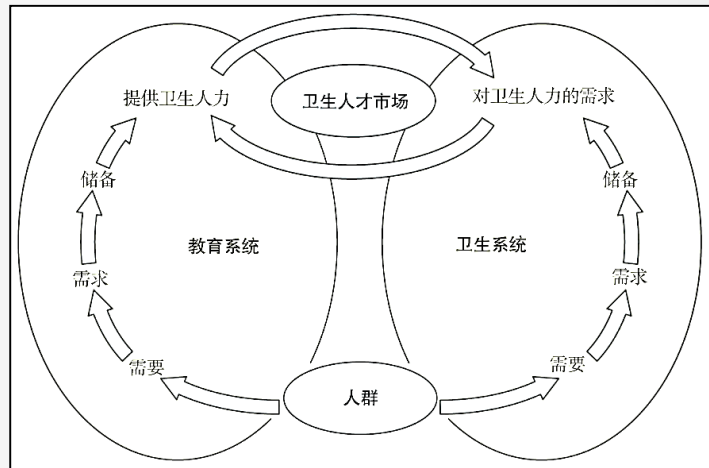 提供卫生人力
卫生人才市场
对卫生人力的需求
储备
储备
教育系统
卫生系统
需求
需求
需要
需要
人群